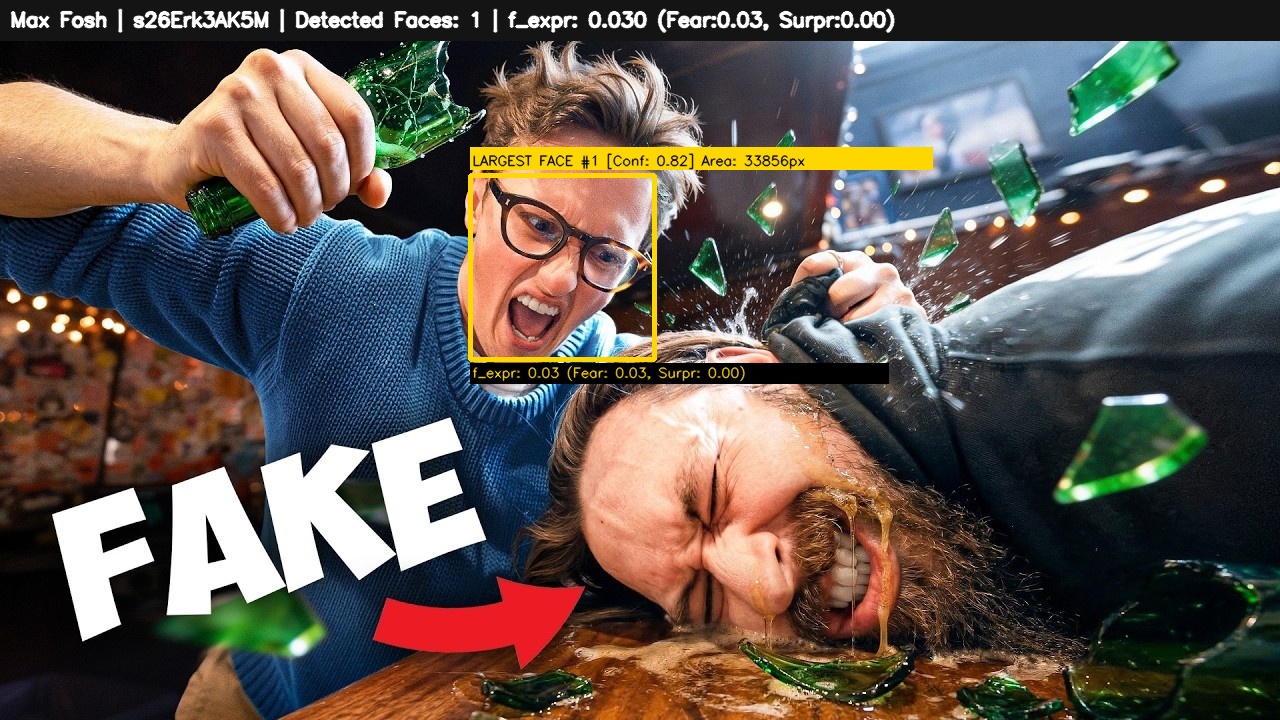 Max Fosh | s26Erk3AK5M | Detected Faces: 1 | f_expr: 0.030 (Fear:0.03, Surpr:0.00)
LARGEST FACE #1 [Conf: 0.82] Area: 33856px
f_expr: 0.03 (Fear: 0.03, Surpr: 0.00)
FAKE